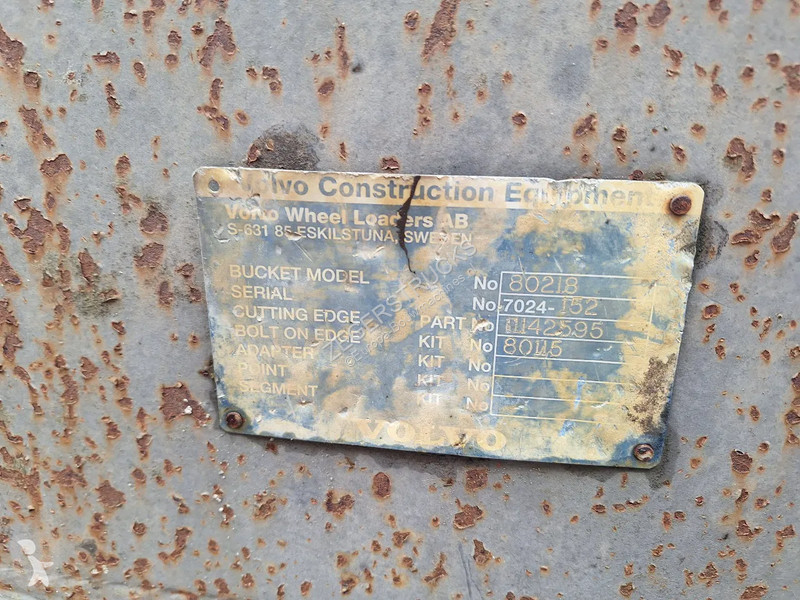 Volvo Construction Equipment
Volvo Wheel Loaders AB
S-631 85 ESKILSTUNA, SWEDEN
BUCKET MODEL No 80218
SERIAL No 7024-152
CUTTING EDGE PART No 11142595
BOLT ON EDGE KIT No 80115
ADAPTER KIT No
POINT KIT No
SEGMENT KIT No
VOLVO